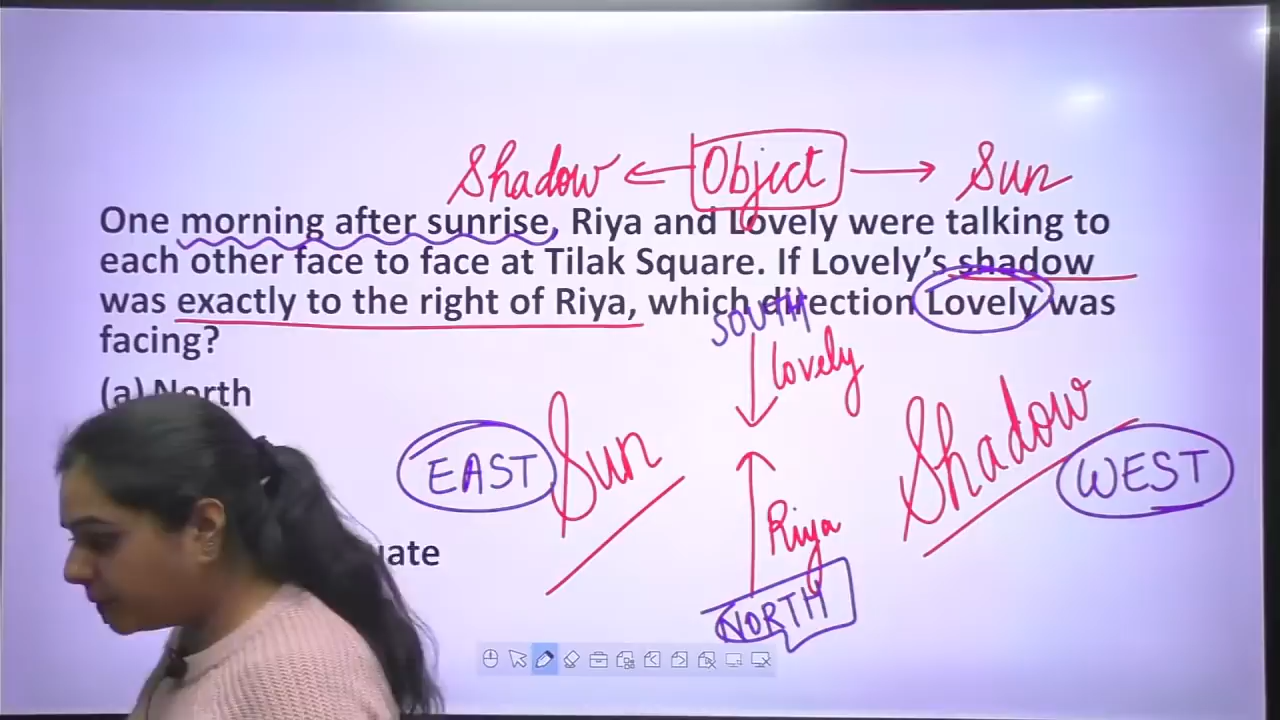 Shadow Object Sun
One morning after sunrise, Riya and Lovely were talking to
each other face to face at Tilak Square. If Lovely's shadow
was exactly to the right of Riya, which direction Lovely was
facing?
SOUTH
Lovely
(a) North
EAST Sun Shadow WEST
Riya
uate
NORTH